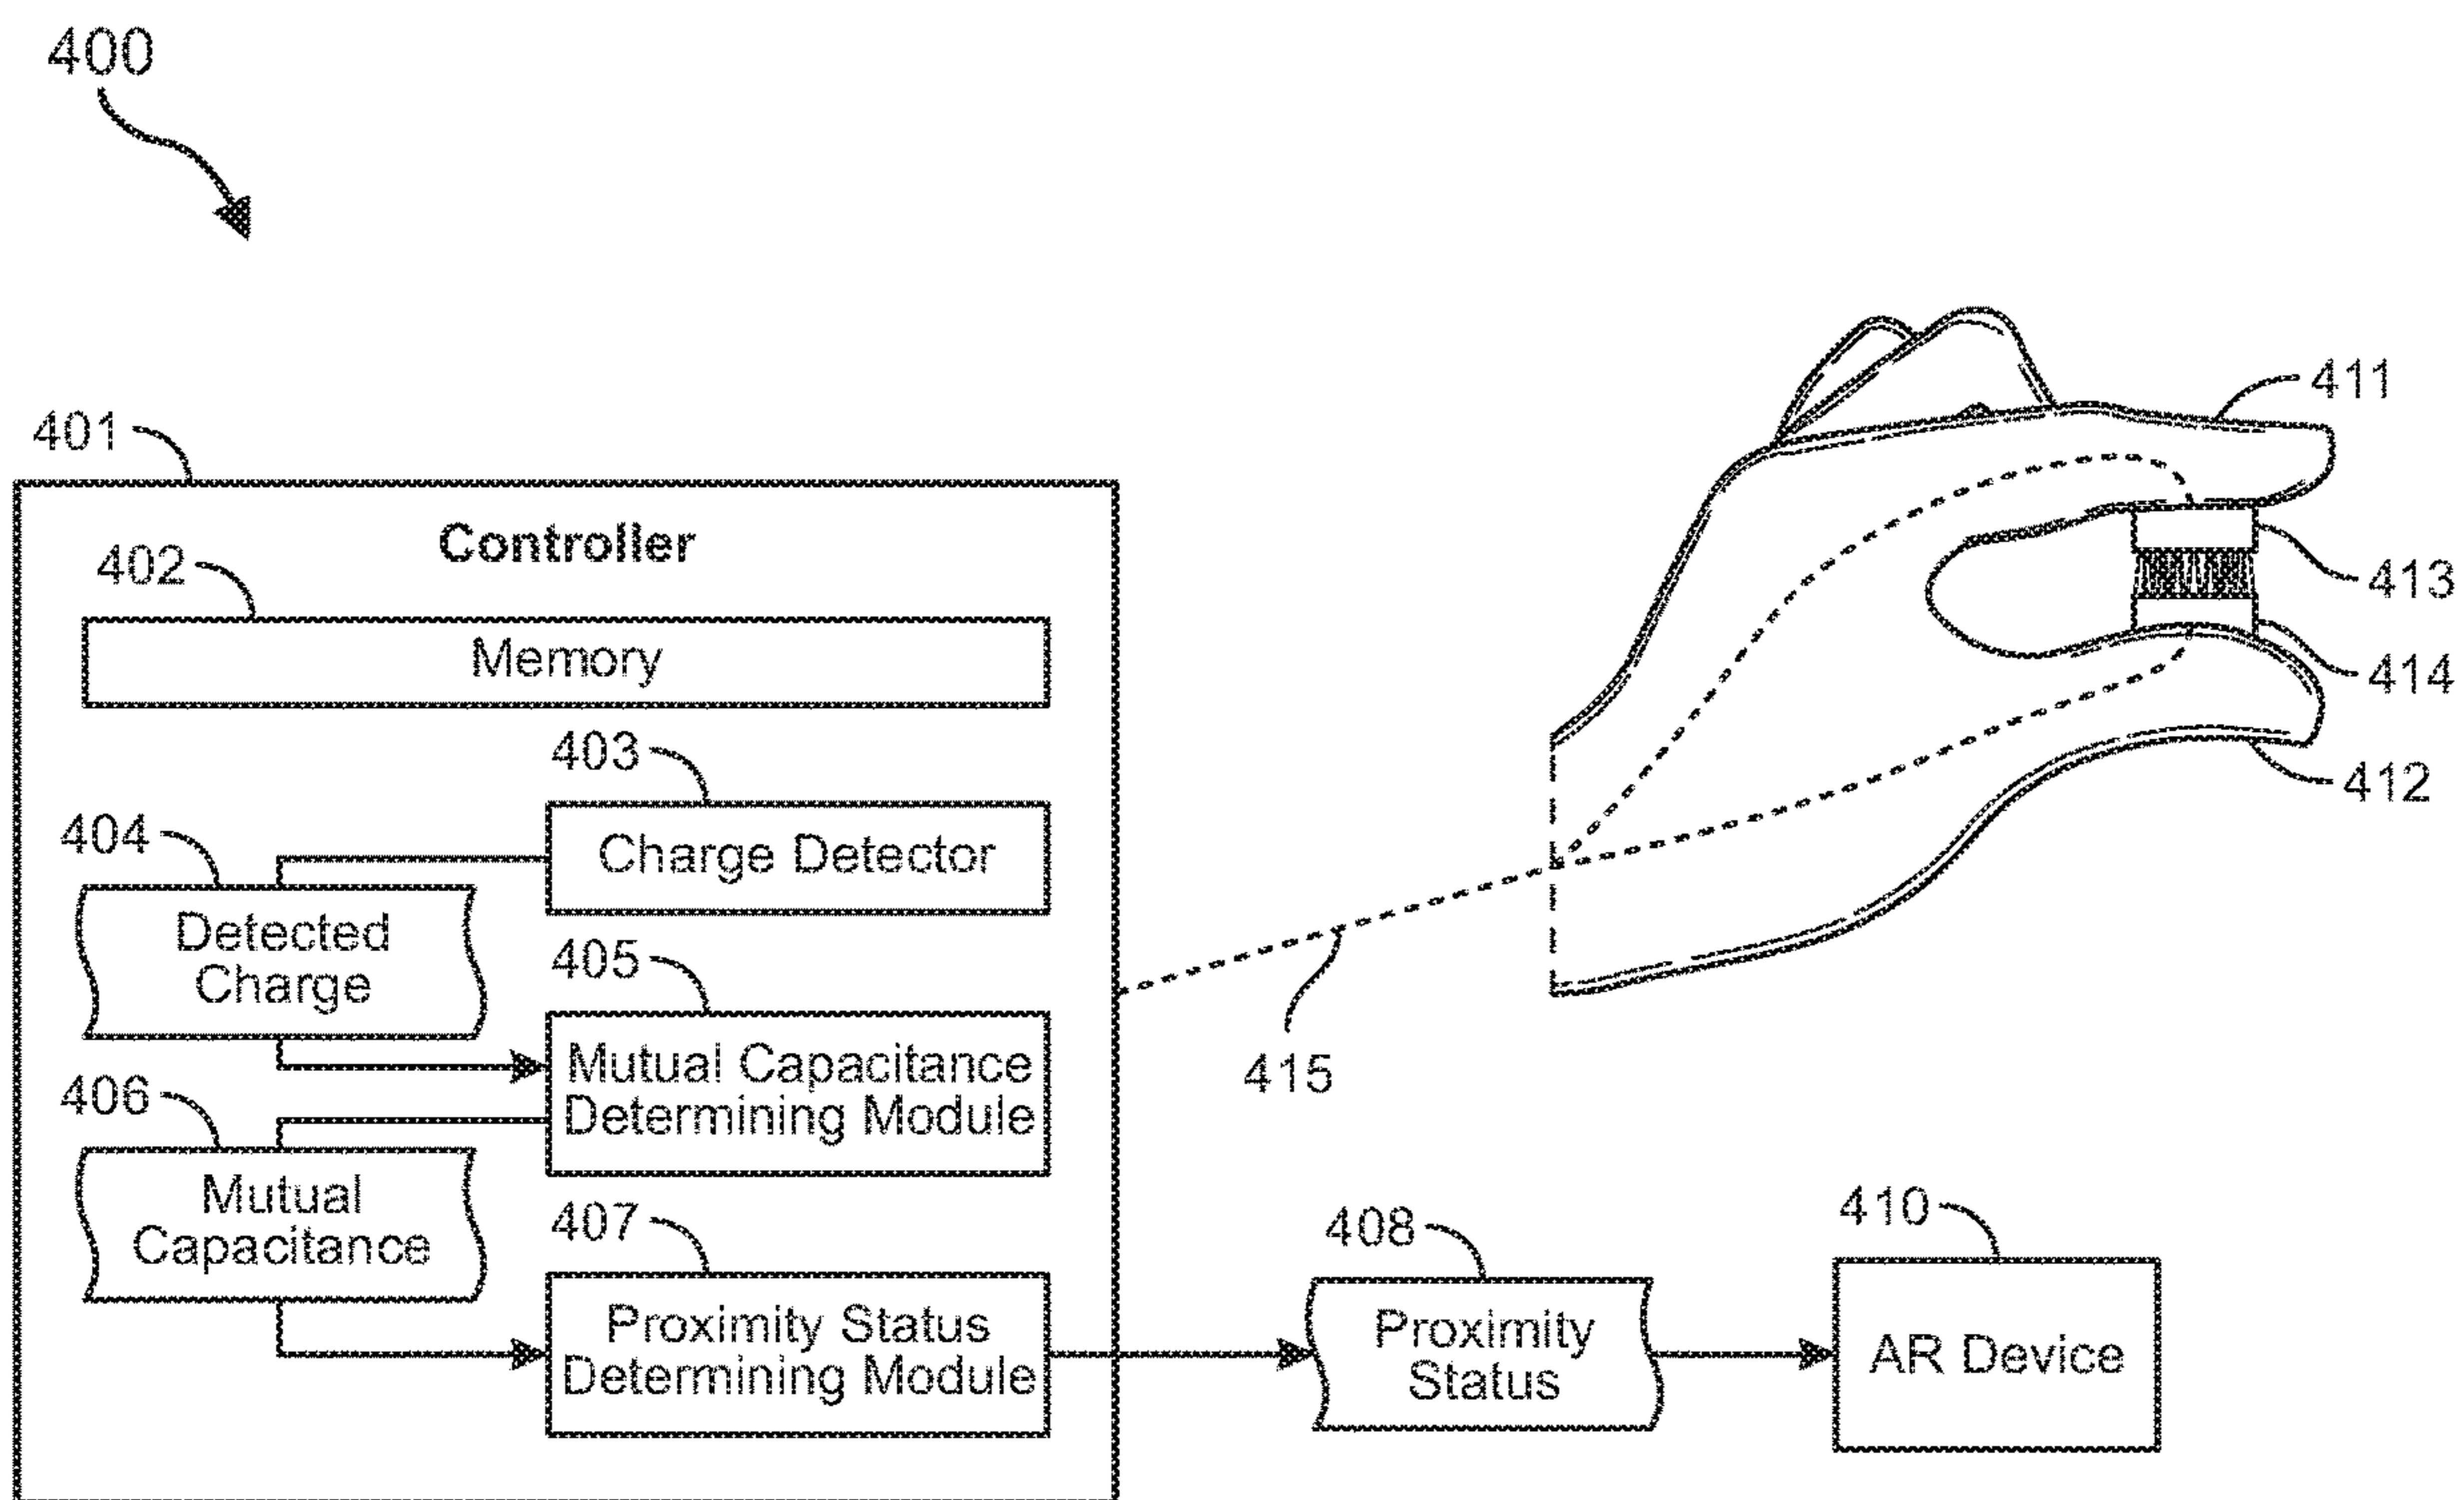 400
401
Controller
402
Memory
403
Charge Detector
404
Detected
Charge
405
Mutual Capacitance
Determining Module
406
Mutual
Capacitance
407
Proximity Status
Determining Module
408
Proximity
Status
410
AR Device
411
413
414
412
415